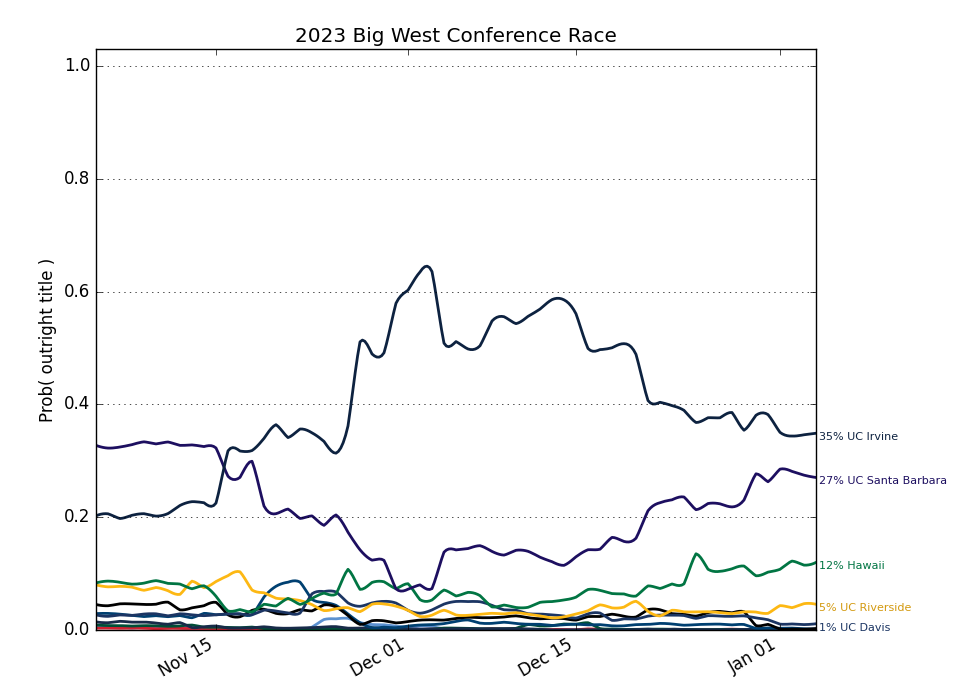 2023 Big West Conference Race
Prob( outright title )
1.0
0.8
0.6
0.4
0.2
0.0
35% UC Irvine
27% UC Santa Barbara
12% Hawaii
5% UC Riverside
1% UC Davis
Nov 15
Dec 01
Dec 15
Jan 01